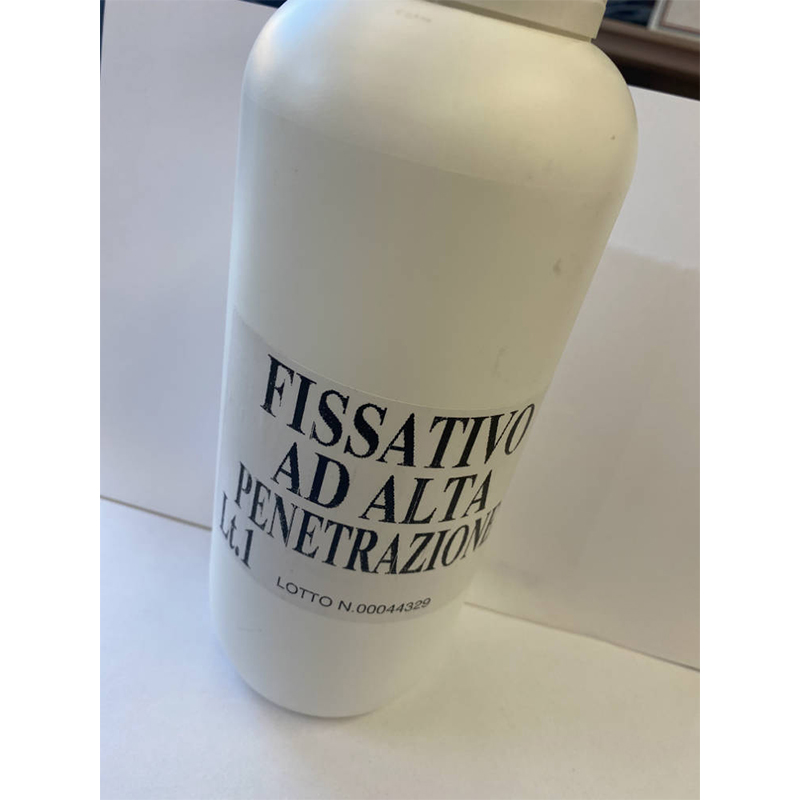 FISSATIVO
AD ALTA
PENETRAZIONE
Lt.1
LOTTO N.00044329